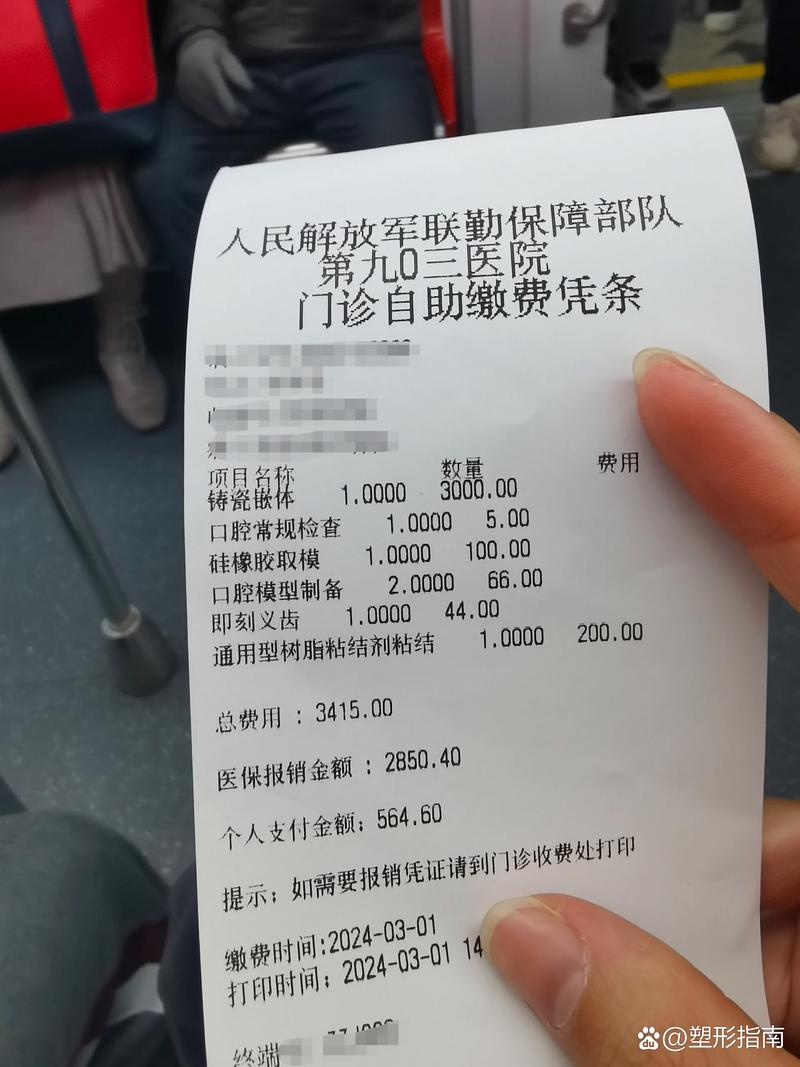 人民解放军联勤保障部队
第九0三医院
门诊自助缴费凭条
项目名称 数量 费用
铸瓷嵌体 1.0000 3000.00
口腔常规检查 1.0000 5.00
硅橡胶取模 1.0000 100.00
口腔模型制备 2.0000 66.00
即刻义齿 1.0000 44.00
通用型树脂粘结剂粘结 1.0000 200.00
总费用 : 3415.00
医保报销金额 : 2850.40
个人支付金额: 564.60
提示: 如需要报销凭证请到门诊收费处打印
缴费时间:2024-03-01
打印时间: 2024-03-01 14
终端
@塑形指南